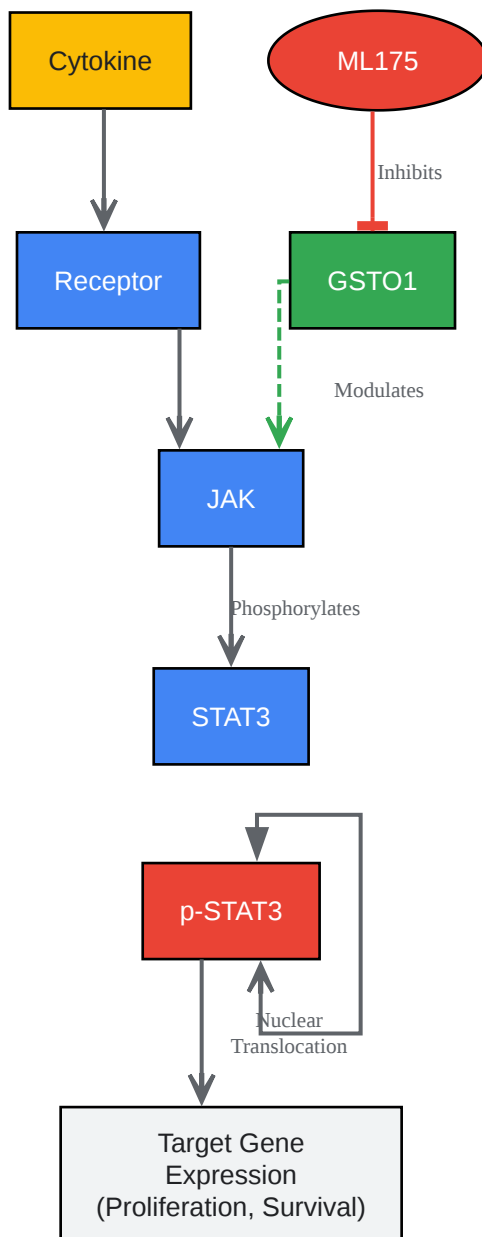 Cytokine
ML175
Inhibits
Receptor
GSTO1
Modulates
JAK
Phosphorylates
STAT3
p-STAT3
Nuclear
Translocation
Target Gene
Expression
(Proliferation, Survival)